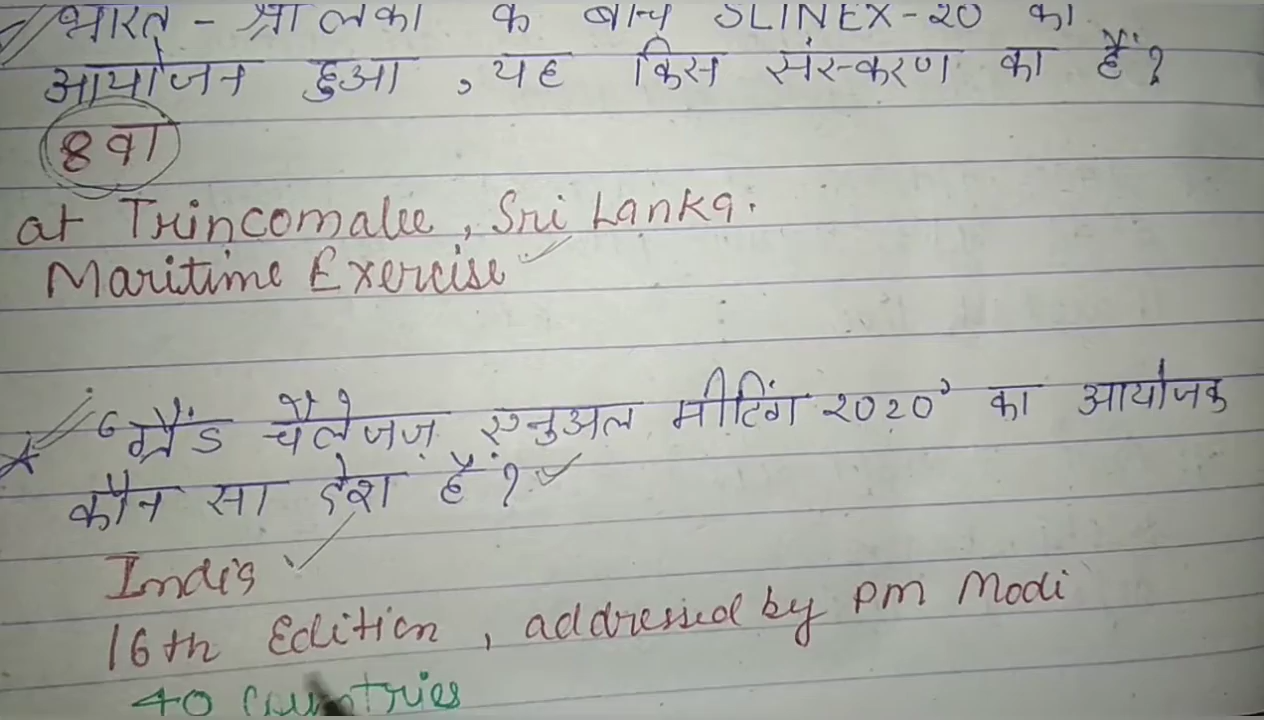 भारत - श्रीलंका के बीच SLINEX-20 का
आयोजन हुआ , यह किस संस्करण का है ?
8वां
at Trincomalee , Sri Lanka.
Maritime Exercise
"ग्रैंड चैलेंजेज़ एनुअल मीटिंग 2020" का आयोजक
कौन सा देश है ?
India
16th Edition , addressed by PM Modi
40 Countries